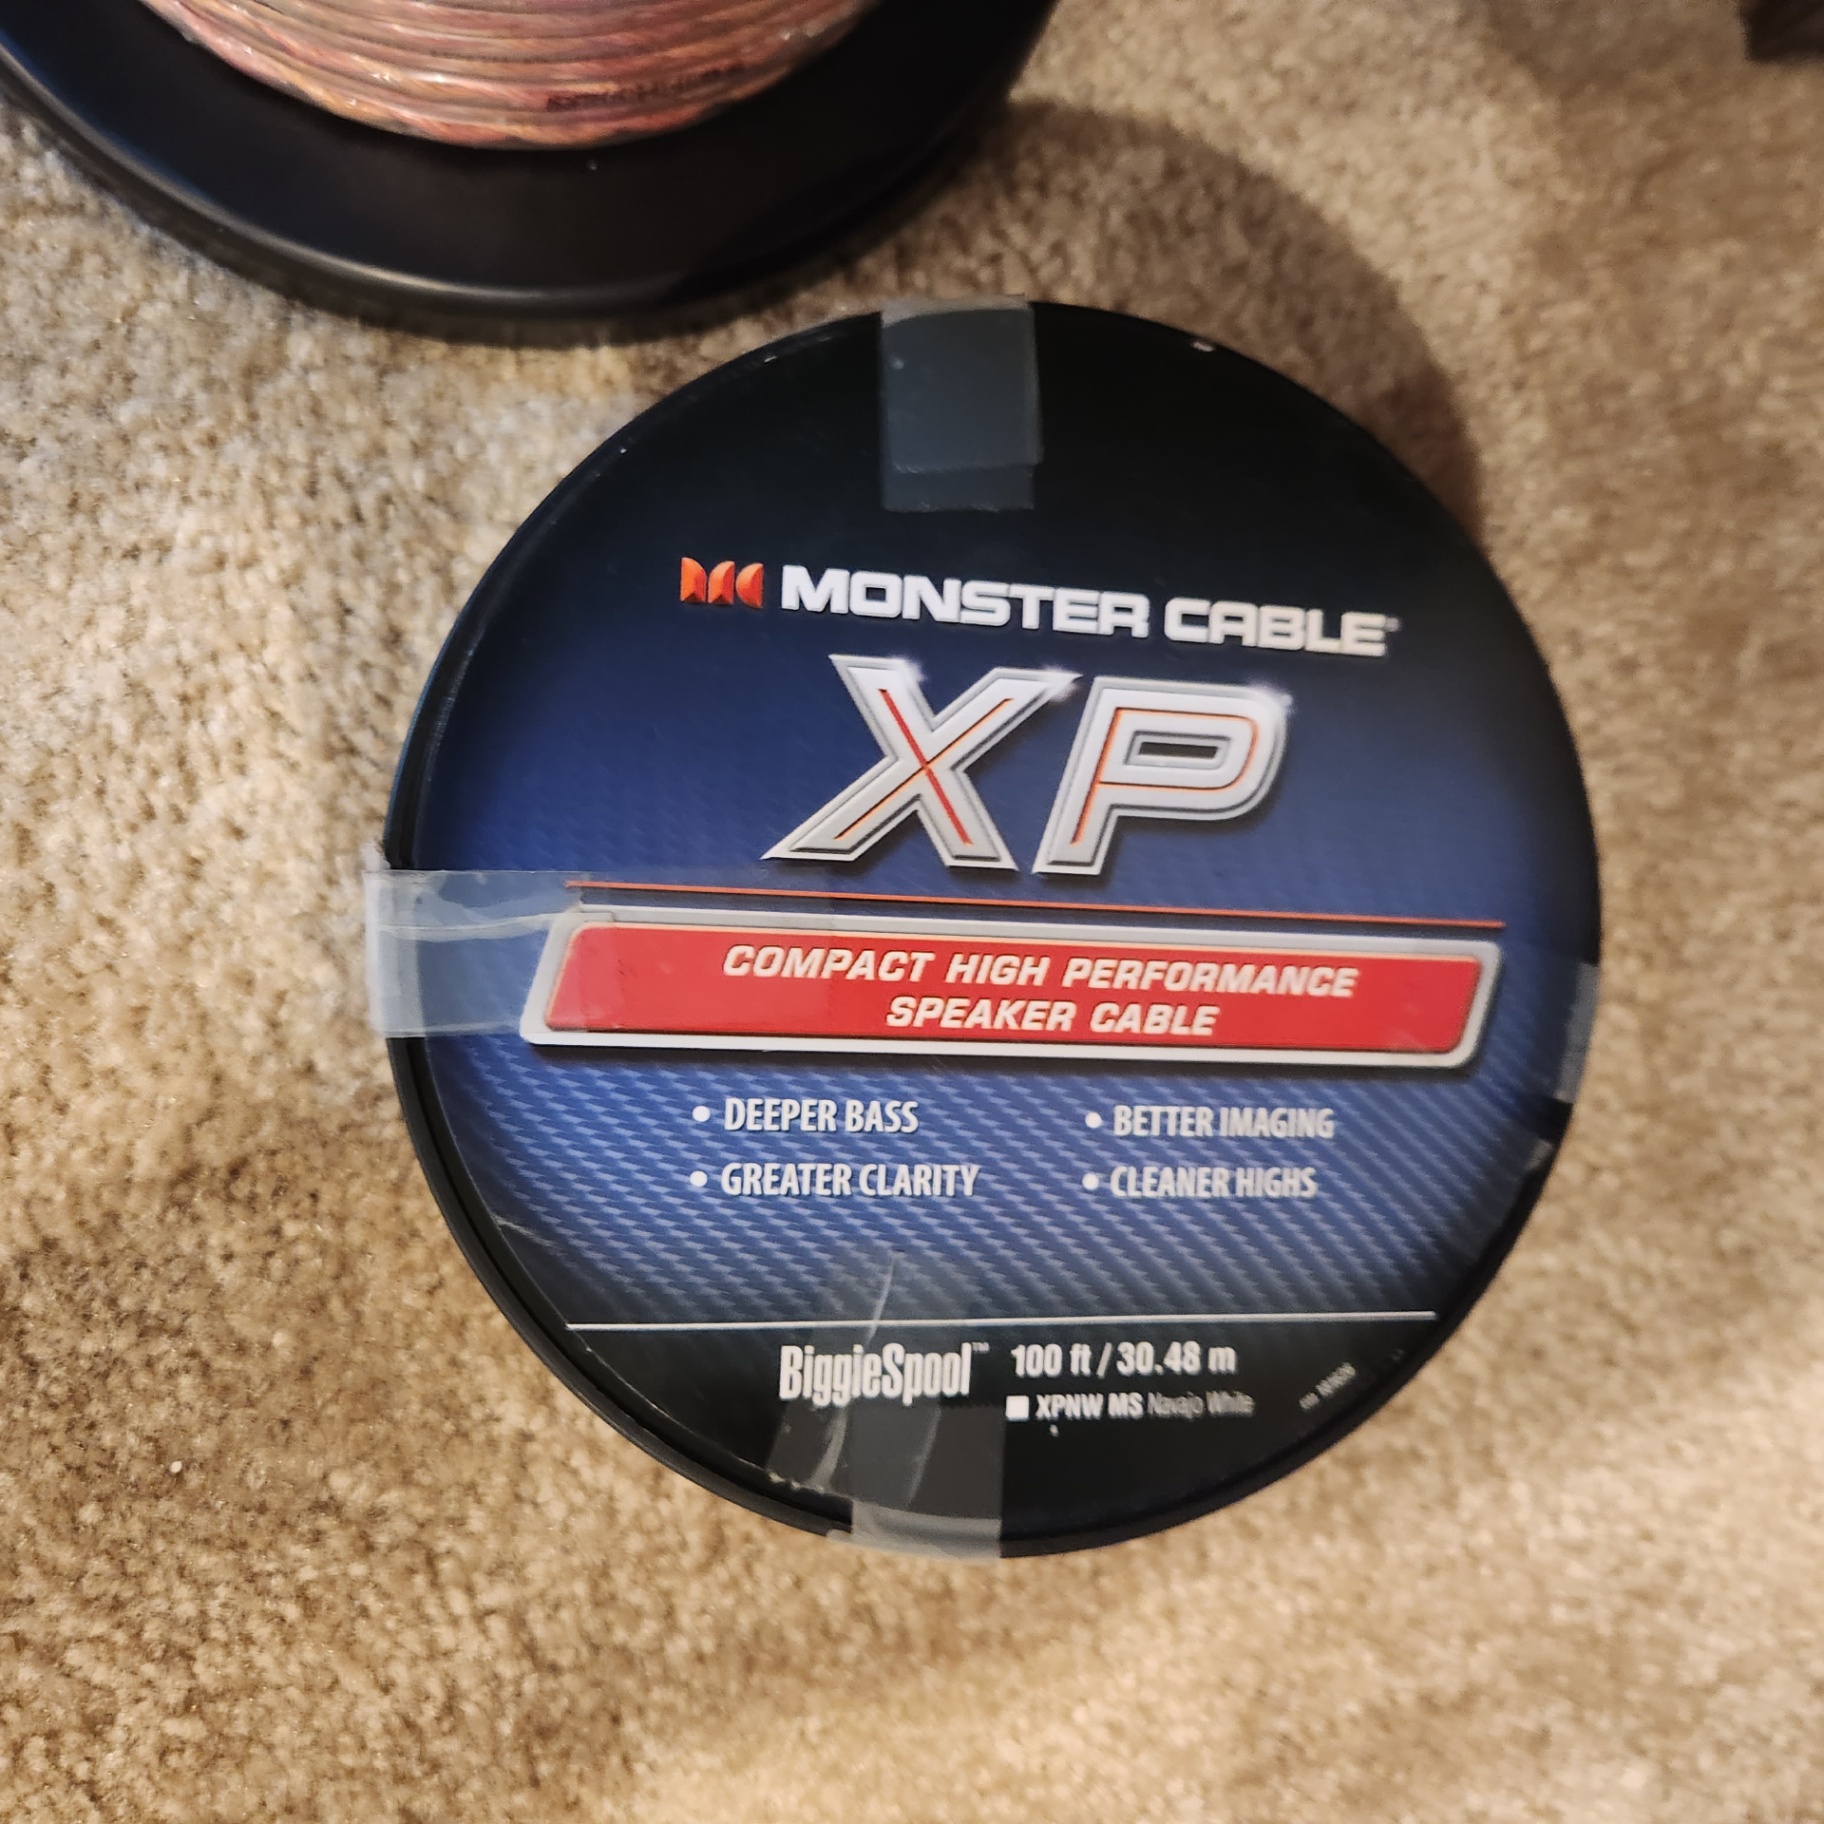 MONSTER CABLE
XP
COMPACT HIGH PERFORMANCE
SPEAKER CABLE
• DEEPER BASS
• BETTER IMAGING
• GREATER CLARITY
• CLEANER HIGHS
BiggieSpool™ 100 ft / 30.48 m
XPNW MS Navajo White